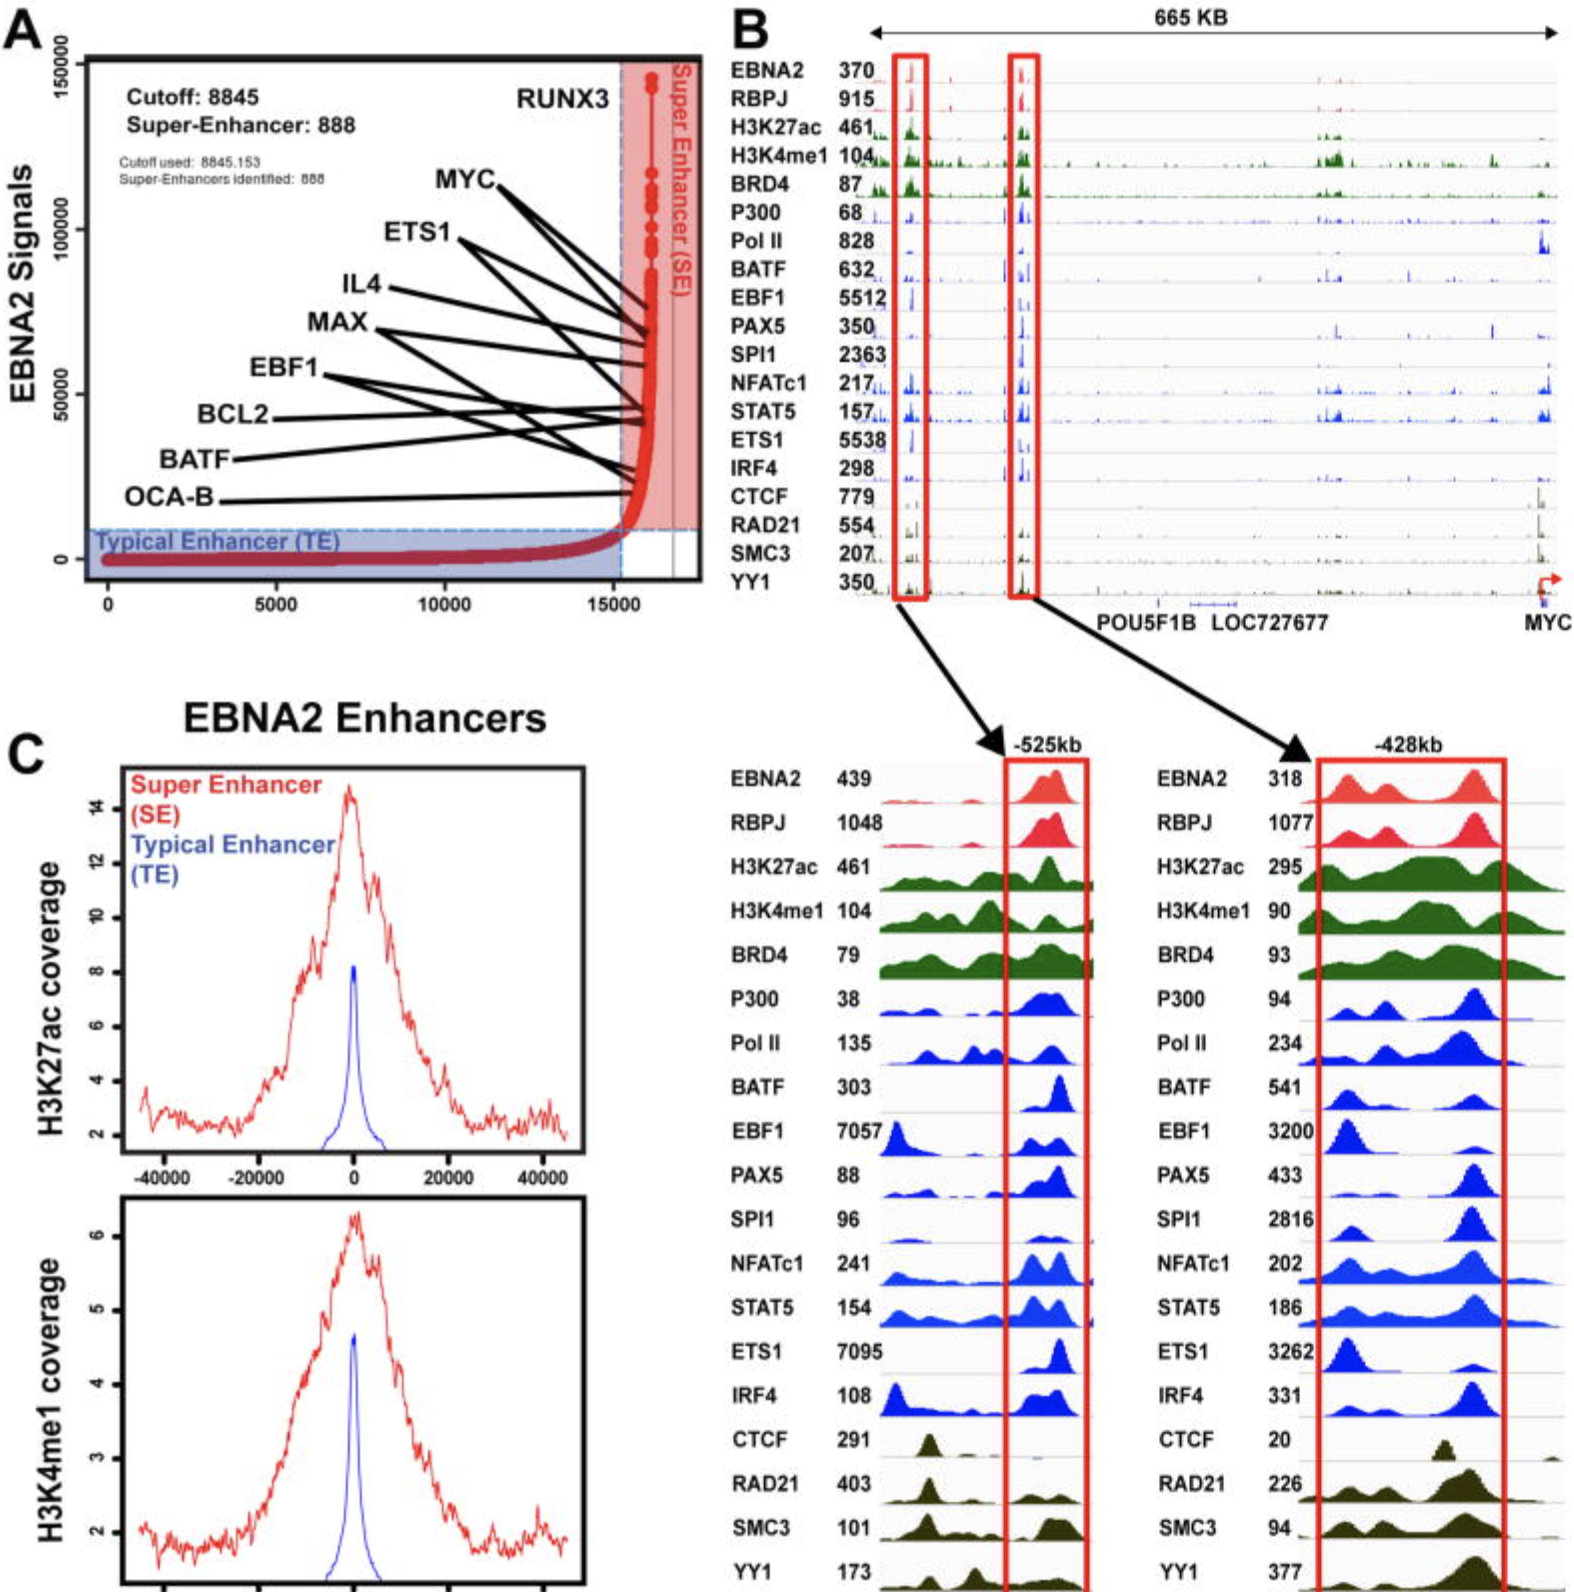 A
EBNA2 Signals
150000
100000
50000
0
Cutoff: 8845
Super-Enhancer: 888
Cutoff used: 8845.153
Super-Enhancers identified: 888
RUNX3
MYC
ETS1
IL4
MAX
EBF1
BCL2
BATF
OCA-B
Super Enhancer (SE)
Typical Enhancer (TE)
0 5000 10000 15000
B
665 KB
EBNA2 370
RBPJ 915
H3K27ac 461
H3K4me1 104
BRD4 87
P300 68
Pol II 828
BATF 632
EBF1 5512
PAX5 350
SPI1 2363
NFATc1 217
STAT5 157
ETS1 5538
IRF4 298
CTCF 779
RAD21 554
SMC3 207
YY1 350
POU5F1B LOC727677 MYC
-525kb
EBNA2 439
RBPJ 1048
H3K27ac 461
H3K4me1 104
BRD4 79
P300 38
Pol II 135
BATF 303
EBF1 7057
PAX5 88
SPI1 96
NFATc1 241
STAT5 154
ETS1 7095
IRF4 108
CTCF 291
RAD21 403
SMC3 101
YY1 173
-428kb
EBNA2 318
RBPJ 1077
H3K27ac 295
H3K4me1 90
BRD4 93
P300 94
Pol II 234
BATF 541
EBF1 3200
PAX5 433
SPI1 2816
NFATc1 202
STAT5 186
ETS1 3262
IRF4 331
CTCF 20
RAD21 226
SMC3 94
YY1 377
C
EBNA2 Enhancers
Super Enhancer
(SE)
Typical Enhancer
(TE)
H3K27ac coverage
14
12
10
8
6
4
2
-40000 -20000 0 20000 40000
H3K4me1 coverage
6
5
4
3
2